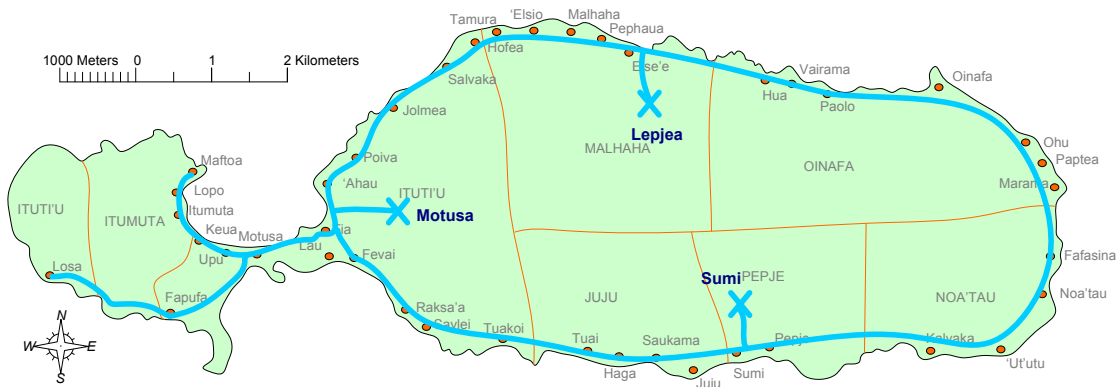 Tamura
'Elsio
Malhaha
Pephaua
Hofea
Else'e
1000 Meters 0 1 2 Kilometers
Salvaka
Vairama
Hua
Paolo
Oinafa
Jolmea
Lepjea
MALHAHA
OINAFA
Ohu
Paptea
Marama
Poiva
Maftoa
'Ahau
ITUTI'U
Lopo
ITUTI'U
ITUMUTA
Itumuta
Motusa
Keua
Motusa
Fia
Lau
Upu
Losa
Fevai
Fafasina
Sumi
PEPJE
Fapufa
JUJU
NOA'TAU
Noa'tau
Raksa'a
Savlei
Tuakoi
Tuai
Saukama
Pepje
Kalvaka
'Ut'utu
Haga
Juju
Sumi
N
W E
S